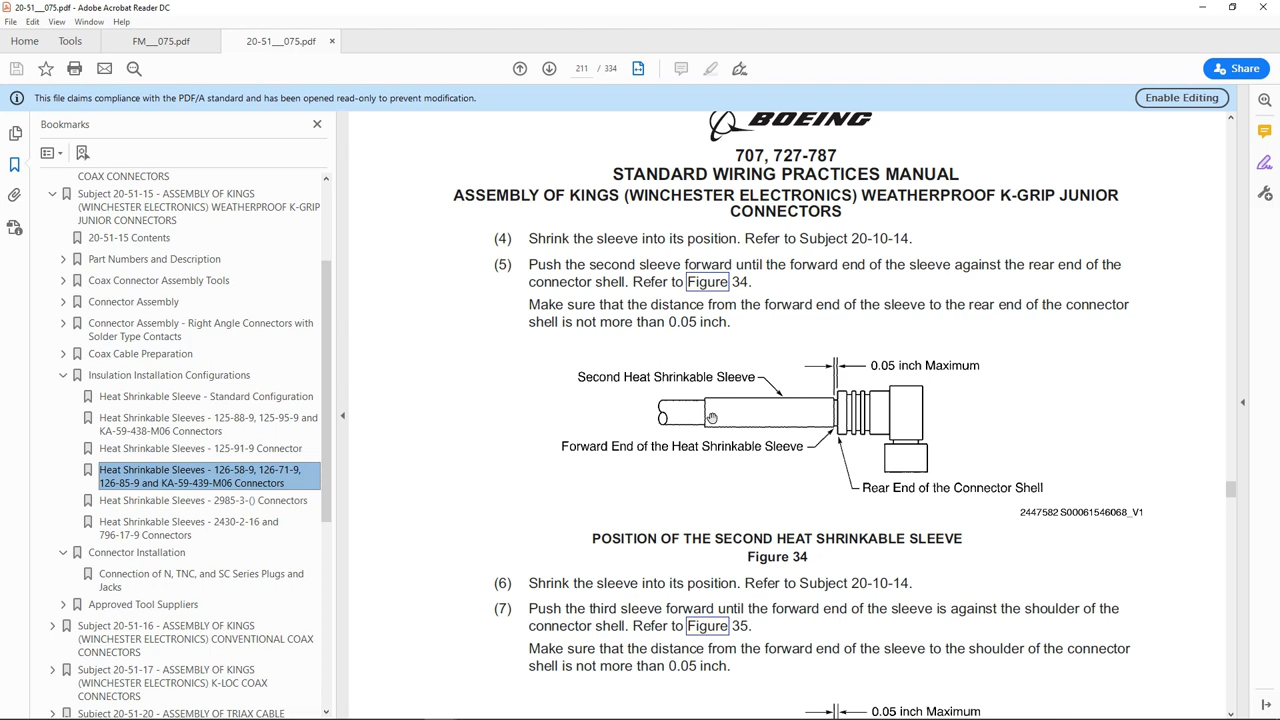 20-51__075.pdf - Adobe Acrobat Reader DC
File Edit View Window Help
Home Tools FM___075.pdf 20-51__075.pdf ×
211 / 334
Share
This file claims compliance with the PDF/A standard and has been opened read-only to prevent modification.
Enable Editing
Bookmarks
COAX CONNECTORS
Subject 20-51-15 - ASSEMBLY OF KINGS
(WINCHESTER ELECTRONICS) WEATHERPROOF K-GRIP
JUNIOR CONNECTORS
20-51-15 Contents
Part Numbers and Description
Coax Connector Assembly Tools
Connector Assembly
Connector Assembly - Right Angle Connectors with
Solder Type Contacts
Coax Cable Preparation
Insulation Installation Configurations
Heat Shrinkable Sleeve - Standard Configuration
Heat Shrinkable Sleeves - 125-88-9, 125-95-9 and
KA-59-438-M06 Connectors
Heat Shrinkable Sleeves - 125-91-9 Connector
Heat Shrinkable Sleeves - 126-58-9, 126-71-9,
126-85-9 and KA-59-439-M06 Connectors
Heat Shrinkable Sleeves - 2985-3-() Connectors
Heat Shrinkable Sleeves - 2430-2-16 and
796-17-9 Connectors
Connector Installation
Connection of N, TNC, and SC Series Plugs and
Jacks
Approved Tool Suppliers
Subject 20-51-16 - ASSEMBLY OF KINGS
(WINCHESTER ELECTRONICS) CONVENTIONAL COAX
CONNECTORS
Subject 20-51-17 - ASSEMBLY OF KINGS
(WINCHESTER ELECTRONICS) K-LOC COAX
CONNECTORS
Subject 20-51-20 - ASSEMBLY OF TRIAX CABLE
BOEING
707, 727-787
STANDARD WIRING PRACTICES MANUAL
ASSEMBLY OF KINGS (WINCHESTER ELECTRONICS) WEATHERPROOF K-GRIP JUNIOR
CONNECTORS
(4) Shrink the sleeve into its position. Refer to Subject 20-10-14.
(5) Push the second sleeve forward until the forward end of the sleeve against the rear end of the
connector shell. Refer to Figure 34.
Make sure that the distance from the forward end of the sleeve to the rear end of the connector
shell is not more than 0.05 inch.
0.05 inch Maximum
Second Heat Shrinkable Sleeve
Forward End of the Heat Shrinkable Sleeve
Rear End of the Connector Shell
2447582 S00061546068_V1
POSITION OF THE SECOND HEAT SHRINKABLE SLEEVE
Figure 34
(6) Shrink the sleeve into its position. Refer to Subject 20-10-14.
(7) Push the third sleeve forward until the forward end of the sleeve is against the shoulder of the
connector shell. Refer to Figure 35.
Make sure that the distance from the forward end of the sleeve to the shoulder of the connector
shell is not more than 0.05 inch.
0.05 inch Maximum